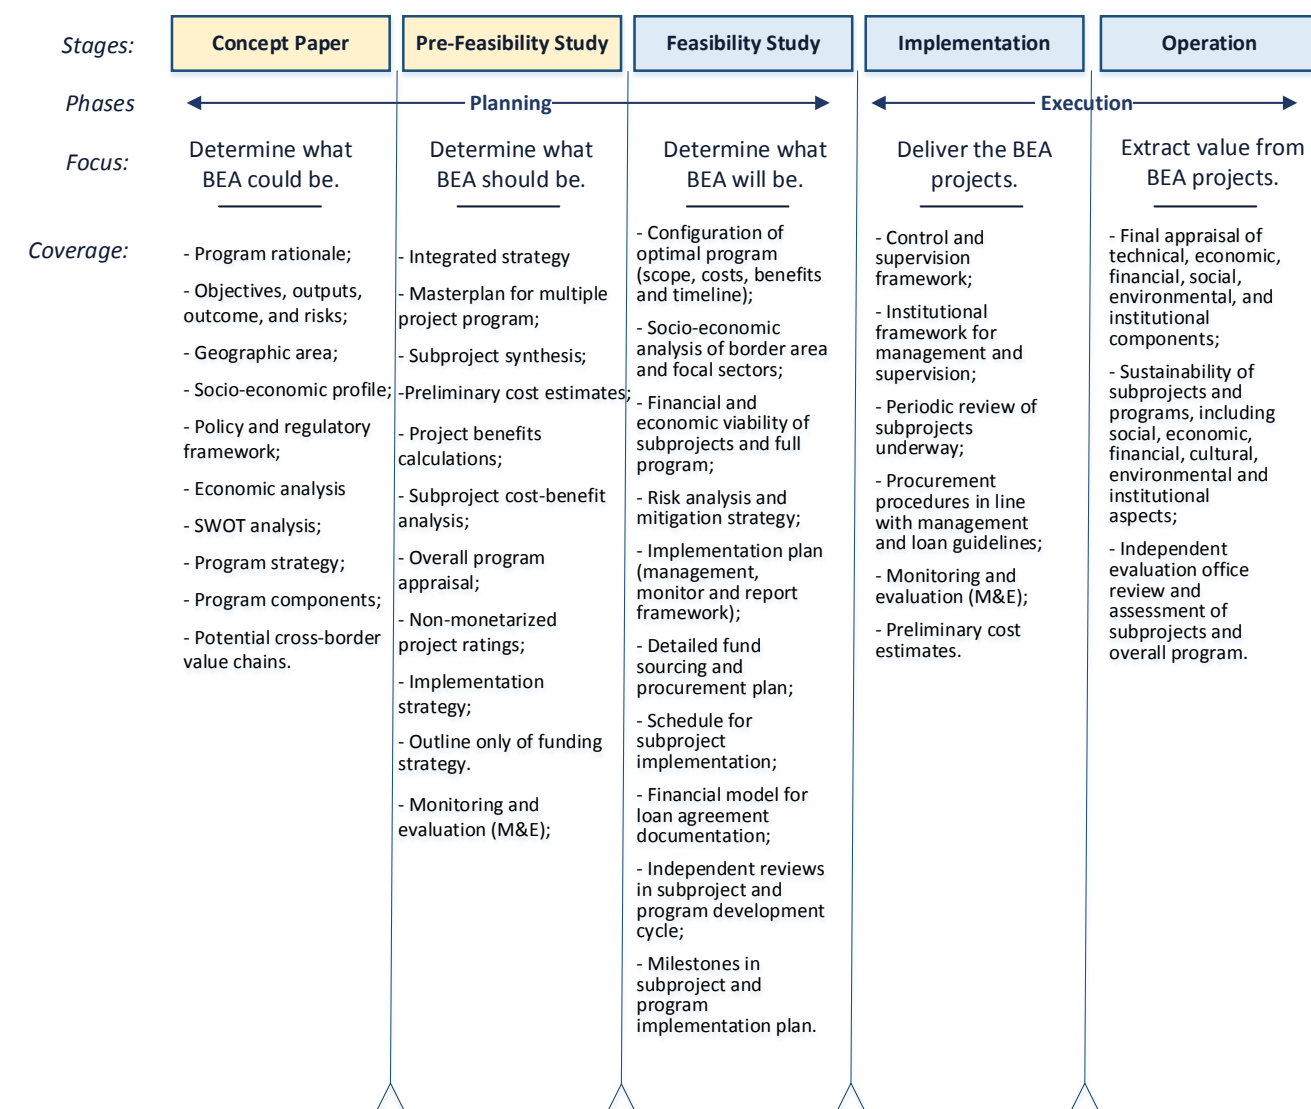 Stages:
Concept Paper
Pre-Feasibility Study
Feasibility Study
Implementation
Operation
Phases
Planning
Execution
Focus:
Determine what
BEA could be.
Determine what
BEA should be.
Determine what
BEA will be.
Deliver the BEA
projects.
Extract value from
BEA projects.
Coverage:
- Program rationale;
- Objectives, outputs,
outcome, and risks;
- Geographic area;
- Socio-economic profile;
- Policy and regulatory
framework;
- Economic analysis
- SWOT analysis;
- Program strategy;
- Program components;
- Potential cross-border
value chains.
- Integrated strategy
- Masterplan for multiple
project program;
- Subproject synthesis;
-Preliminary cost estimates;
- Project benefits
calculations;
- Subproject cost-benefit
analysis;
- Overall program
appraisal;
- Non-monetarized
project ratings;
- Implementation
strategy;
- Outline only of funding
strategy.
- Monitoring and
evaluation (M&E);
- Configuration of
optimal program
(scope, costs, benefits
and timeline);
- Socio-economic
analysis of border area
and focal sectors;
- Financial and
economic viability of
subprojects and full
program;
- Risk analysis and
mitigation strategy;
- Implementation plan
(management,
monitor and report
framework);
- Detailed fund
sourcing and
procurement plan;
- Schedule for
subproject
implementation;
- Financial model for
loan agreement
documentation;
- Independent reviews
in subproject and
program development
cycle;
- Milestones in
subproject and
program
implementation plan.
- Control and
supervision
framework;
- Institutional
framework for
management and
supervision;
- Periodic review of
subprojects
underway;
- Procurement
procedures in line
with management
and loan guidelines;
- Monitoring and
evaluation (M&E);
- Preliminary cost
estimates.
- Final appraisal of
technical, economic,
financial, social,
environmental, and
institutional
components;
- Sustainability of
subprojects and
programs, including
social, economic,
financial, cultural,
environmental and
institutional
aspects;
- Independent
evaluation office
review and
assessment of
subprojects and
overall program.